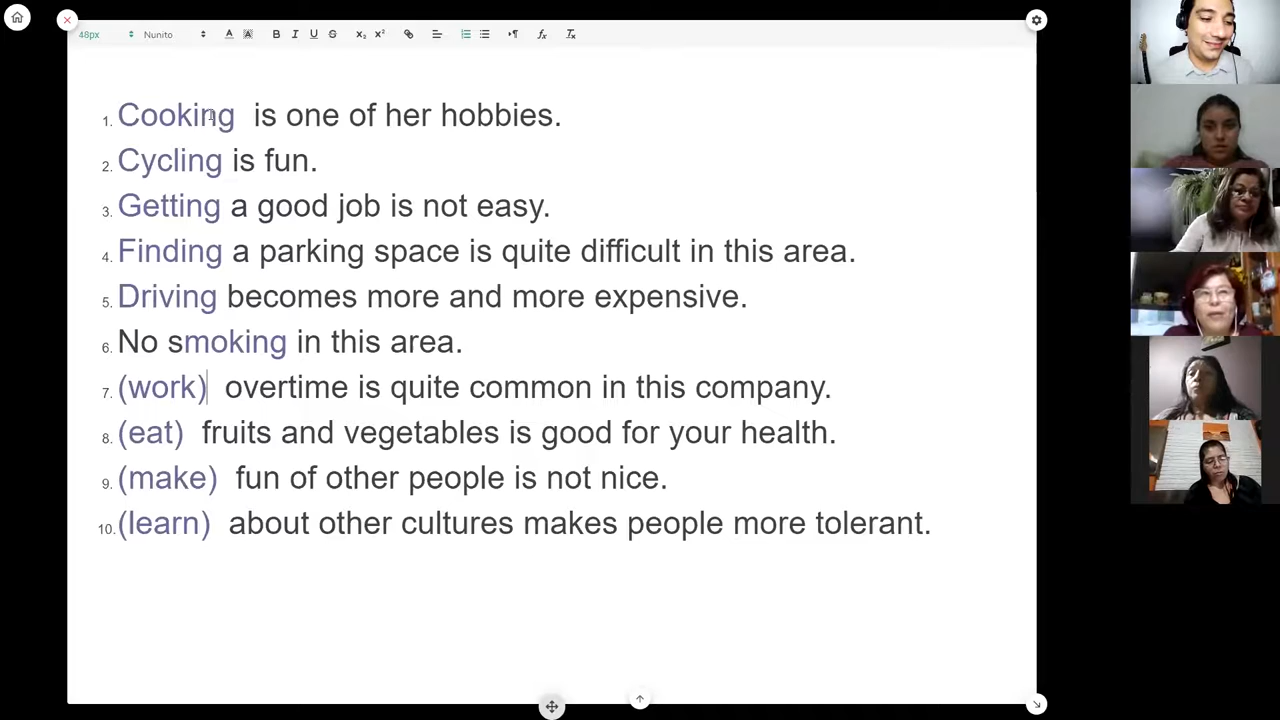 48px Nunito
1. Cooking is one of her hobbies.
2. Cycling is fun.
3. Getting a good job is not easy.
4. Finding a parking space is quite difficult in this area.
5. Driving becomes more and more expensive.
6. No smoking in this area.
7. (work) overtime is quite common in this company.
8. (eat) fruits and vegetables is good for your health.
9. (make) fun of other people is not nice.
10. (learn) about other cultures makes people more tolerant.